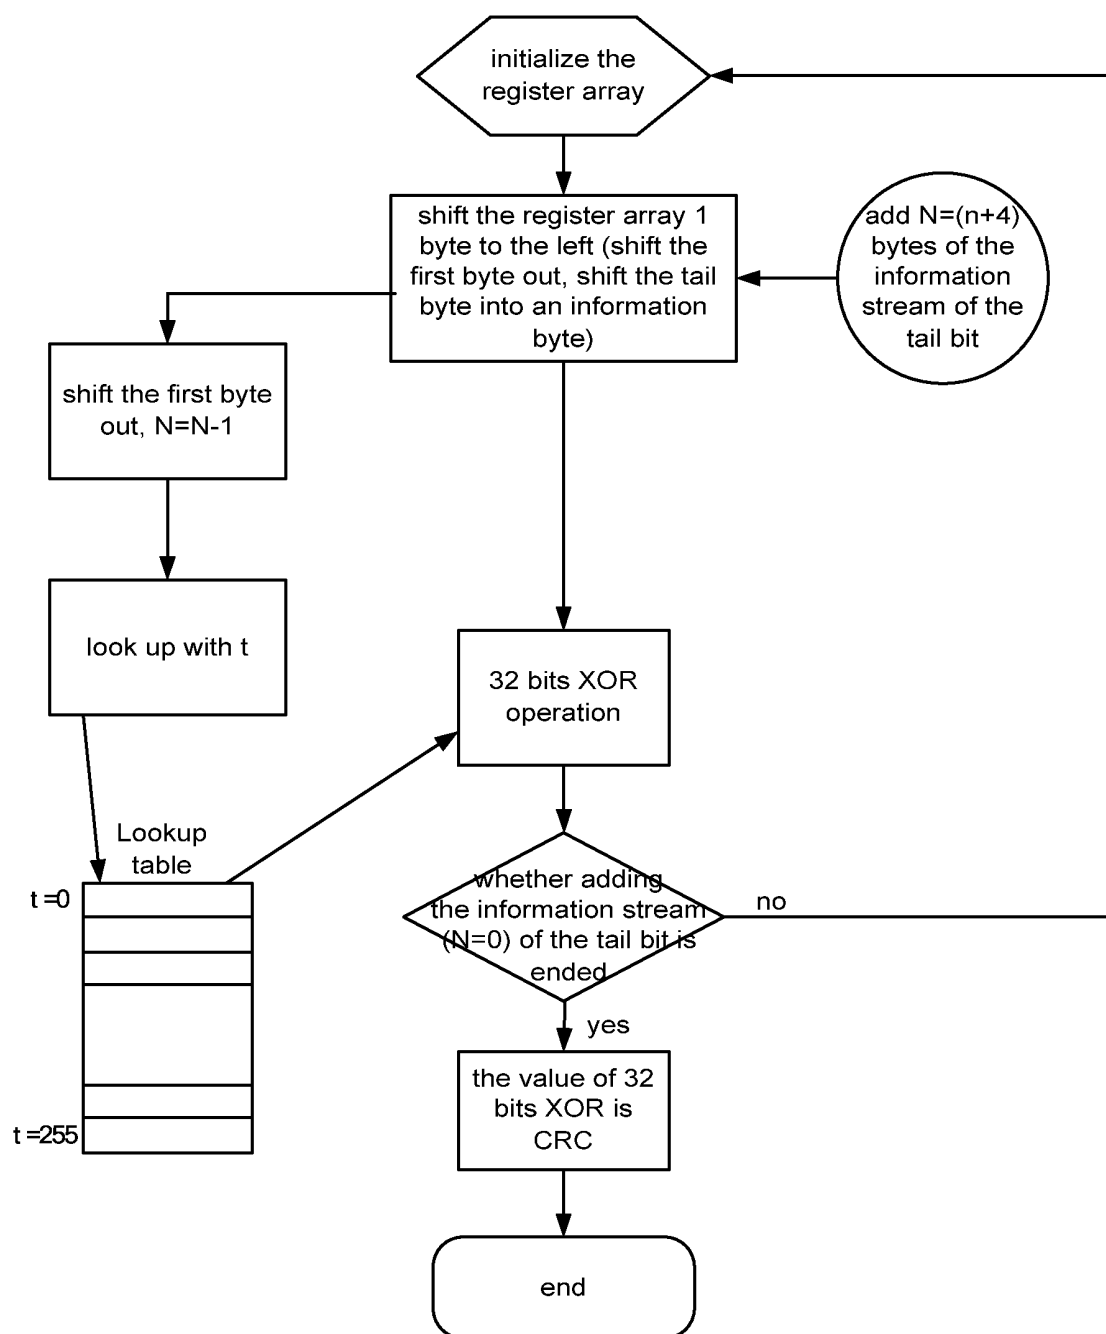 initialize the
register array
shift the register array 1
byte to the left (shift the
first byte out, shift the tail
byte into an information
byte)
add N=(n+4)
bytes of the
information
stream of the
tail bit
shift the first byte
out, N=N-1
look up with t
32 bits XOR
operation
Lookup
table
t=0
t=255
whether adding
the information stream
(N=0) of the tail bit is
ended
no
yes
the value of 32
bits XOR is
CRC
end